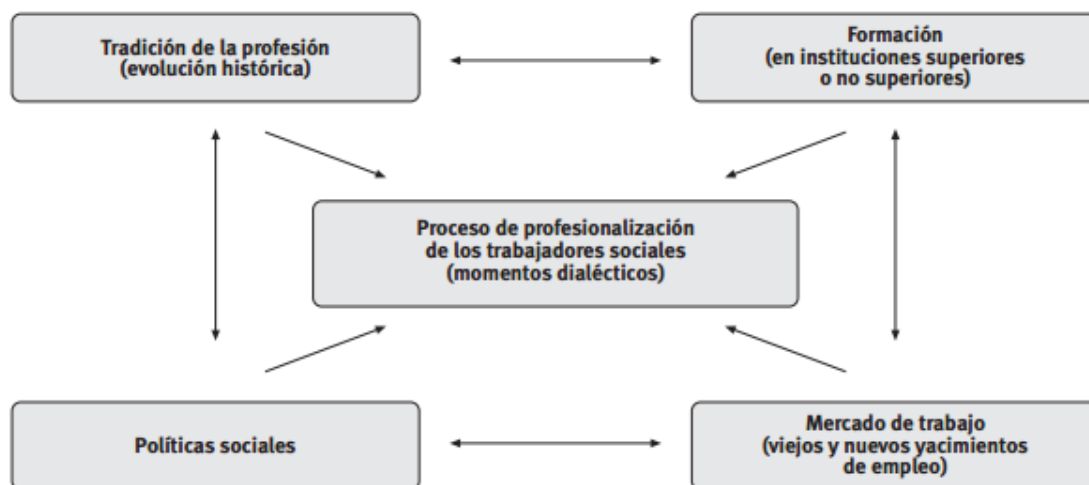 Tradición de la profesión
(evolución histórica)
Formación
(en instituciones superiores
o no superiores)
Proceso de profesionalización
de los trabajadores sociales
(momentos dialécticos)
Políticas sociales
Mercado de trabajo
(viejos y nuevos yacimientos
de empleo)